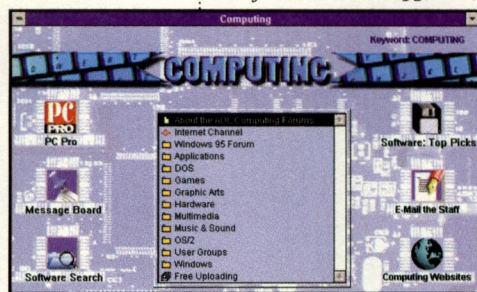 Computing
Keyword: COMPUTING
COMPUTING
PC
PRO
PC Pro
Message Board
Software Search
About the AOL Computing Forums
Internet Channel
Windows 95 Forum
Applications
DOS
Games
Graphic Arts
Hardware
Multimedia
Music & Sound
OS/2
User Groups
Windows
Free Uploading
Software: Top Picks
E-Mail the Staff
Computing Websites